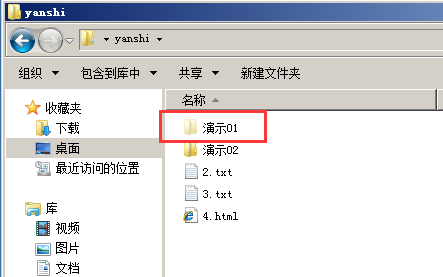 yanshi
yanshi
组织 包含到库中 共享 新建文件夹
收藏夹
下载
桌面
最近访问的位置
库
视频
图片
文档
名称
演示01
演示02
2.txt
3.txt
4.html